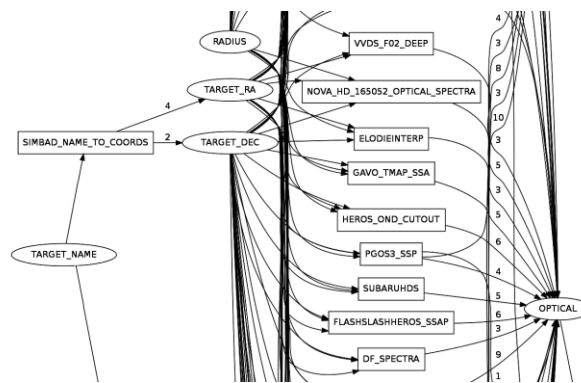 4
RADIUS
3
VVDS_F02_DEEP
8
TARGET_RA
3
NOVA_HD_165052_OPTICAL_SPECTRA
4
10
SIMBAD_NAME_TO_COORDS
2
TARGET_DEC
ELODIEINTERP
3
5
GAVO_TMAP_SSA
3
HEROS_OND_CUTOUT
5
6
TARGET_NAME
PGOS3_SSP
4
SUBARUHDS
5
OPTICAL
6
FLASHSLASHHEROS_SSAP
3
DF_SPECTRA
9
1